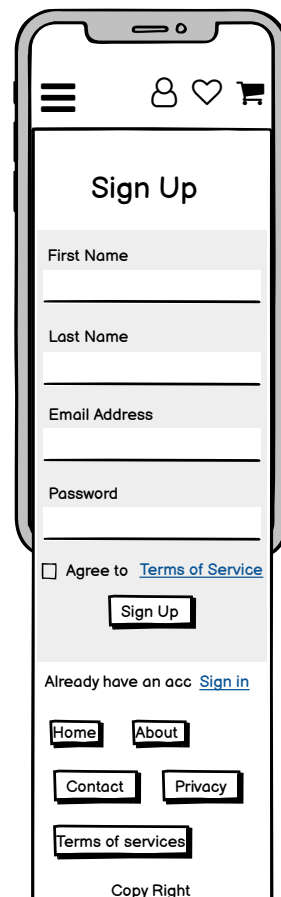 Sign Up
First Name
Last Name
Email Address
Password
Agree to Terms of Service
Sign Up
Already have an acc Sign in
Home About
Contact Privacy
Terms of services
Copy Right